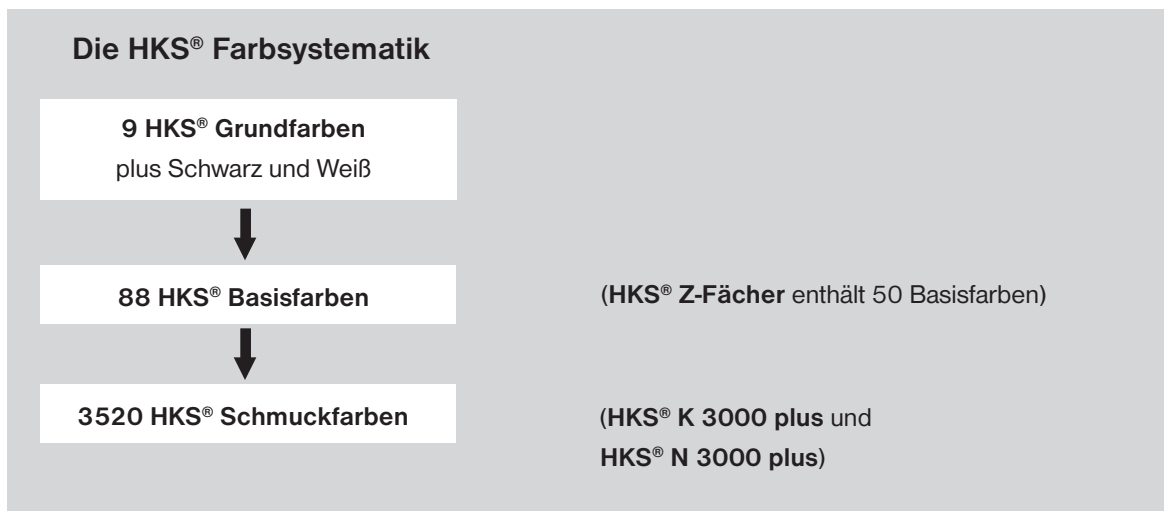 Die HKS® Farbsystematik
9 HKS® Grundfarben
plus Schwarz und Weiß
88 HKS® Basisfarben
(HKS® Z-Fächer enthält 50 Basisfarben)
3520 HKS® Schmuckfarben
(HKS® K 3000 plus und
HKS® N 3000 plus)